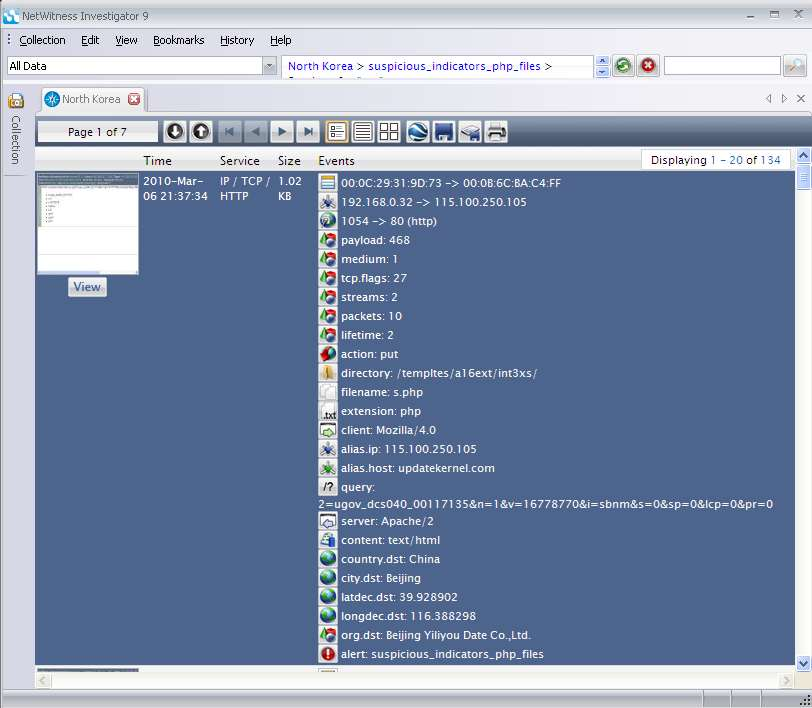 NetWitness Investigator 9
Collection Edit View Bookmarks History Help
All Data
North Korea > suspicious_indicators_php_files >
Collection
North Korea
Page 1 of 7
Time Service Size Events
Displaying 1 - 20 of 134
2010-Mar-06 21:37:34
IP / TCP / HTTP
1.02 KB
View
00:0C:29:31:9D:73 -> 00:0B:6C:BA:C4:FF
192.168.0.32 -> 115.100.250.105
1054 -> 80 (http)
payload: 468
medium: 1
tcp.flags: 27
streams: 2
packets: 10
lifetime: 2
action: put
directory: /templtes/a16ext/int3xs/
filename: s.php
.txt extension: php
client: Mozilla/4.0
alias.ip: 115.100.250.105
alias.host: updatekernel.com
/? query:
2=ugov_dcs040_00117135&n=1&v=16778770&i=sbnm&s=0&sp=0&lcp=0&pr=0
server: Apache/2
content: text/html
country.dst: China
city.dst: Beijing
latdec.dst: 39.928902
longdec.dst: 116.388298
org.dst: Beijing Yiliyou Date Co.,Ltd.
alert: suspicious_indicators_php_files